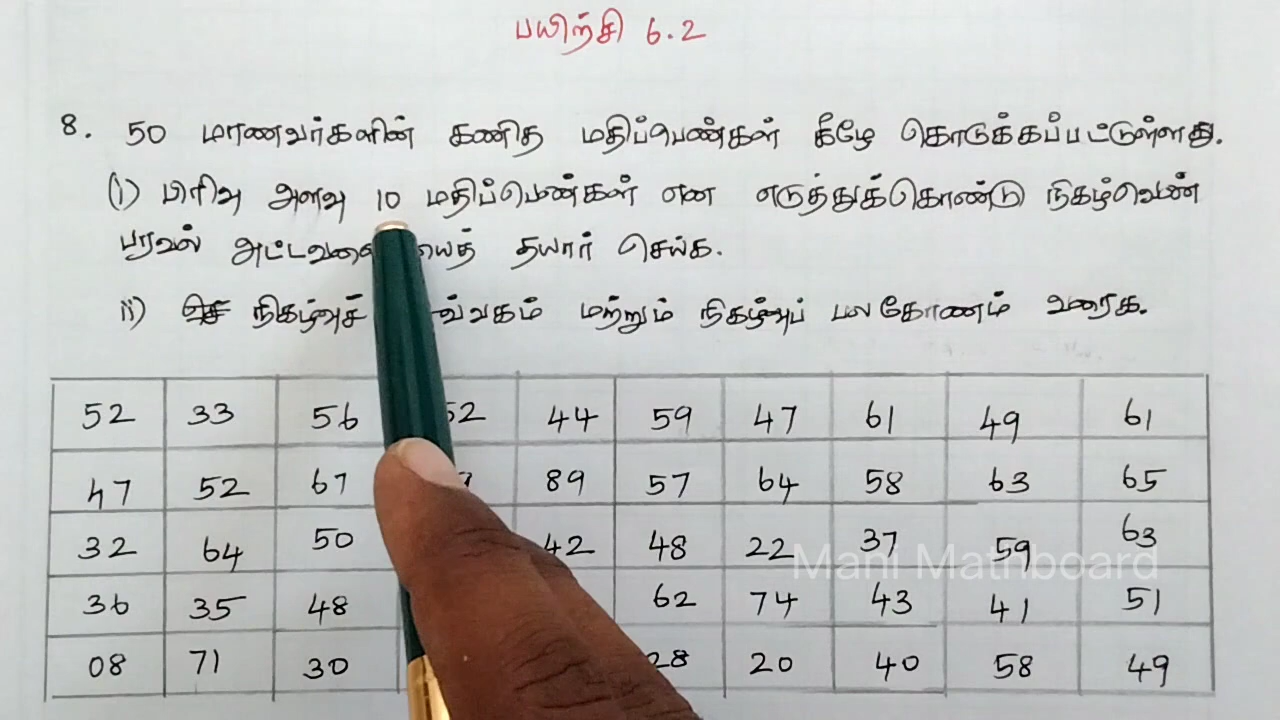 பயிற்சி 6.2
8. 50 மாணவர்களின் கணித மதிப்பெண்கள் கீழே கொடுக்கப்பட்டுள்ளது.
(i) பிரிவு அளவு 10 மதிப்மெண்கள் என எடுத்துக்கொண்டு நிகழ்வெண்
பரவல் தயார் செய்க.
ii) நிகழ்வுச் மற்றும் நிகழ்வுப் பலகோணம் வரைக.
52 33 56 52 44 59 47 61 49 61
47 52 67 89 57 64 58 63 65
32 64 50 42 48 22 37 59 63
36 35 48 62 74 43 41 51
08 71 30 28 20 40 58 49
Mani Mathboard